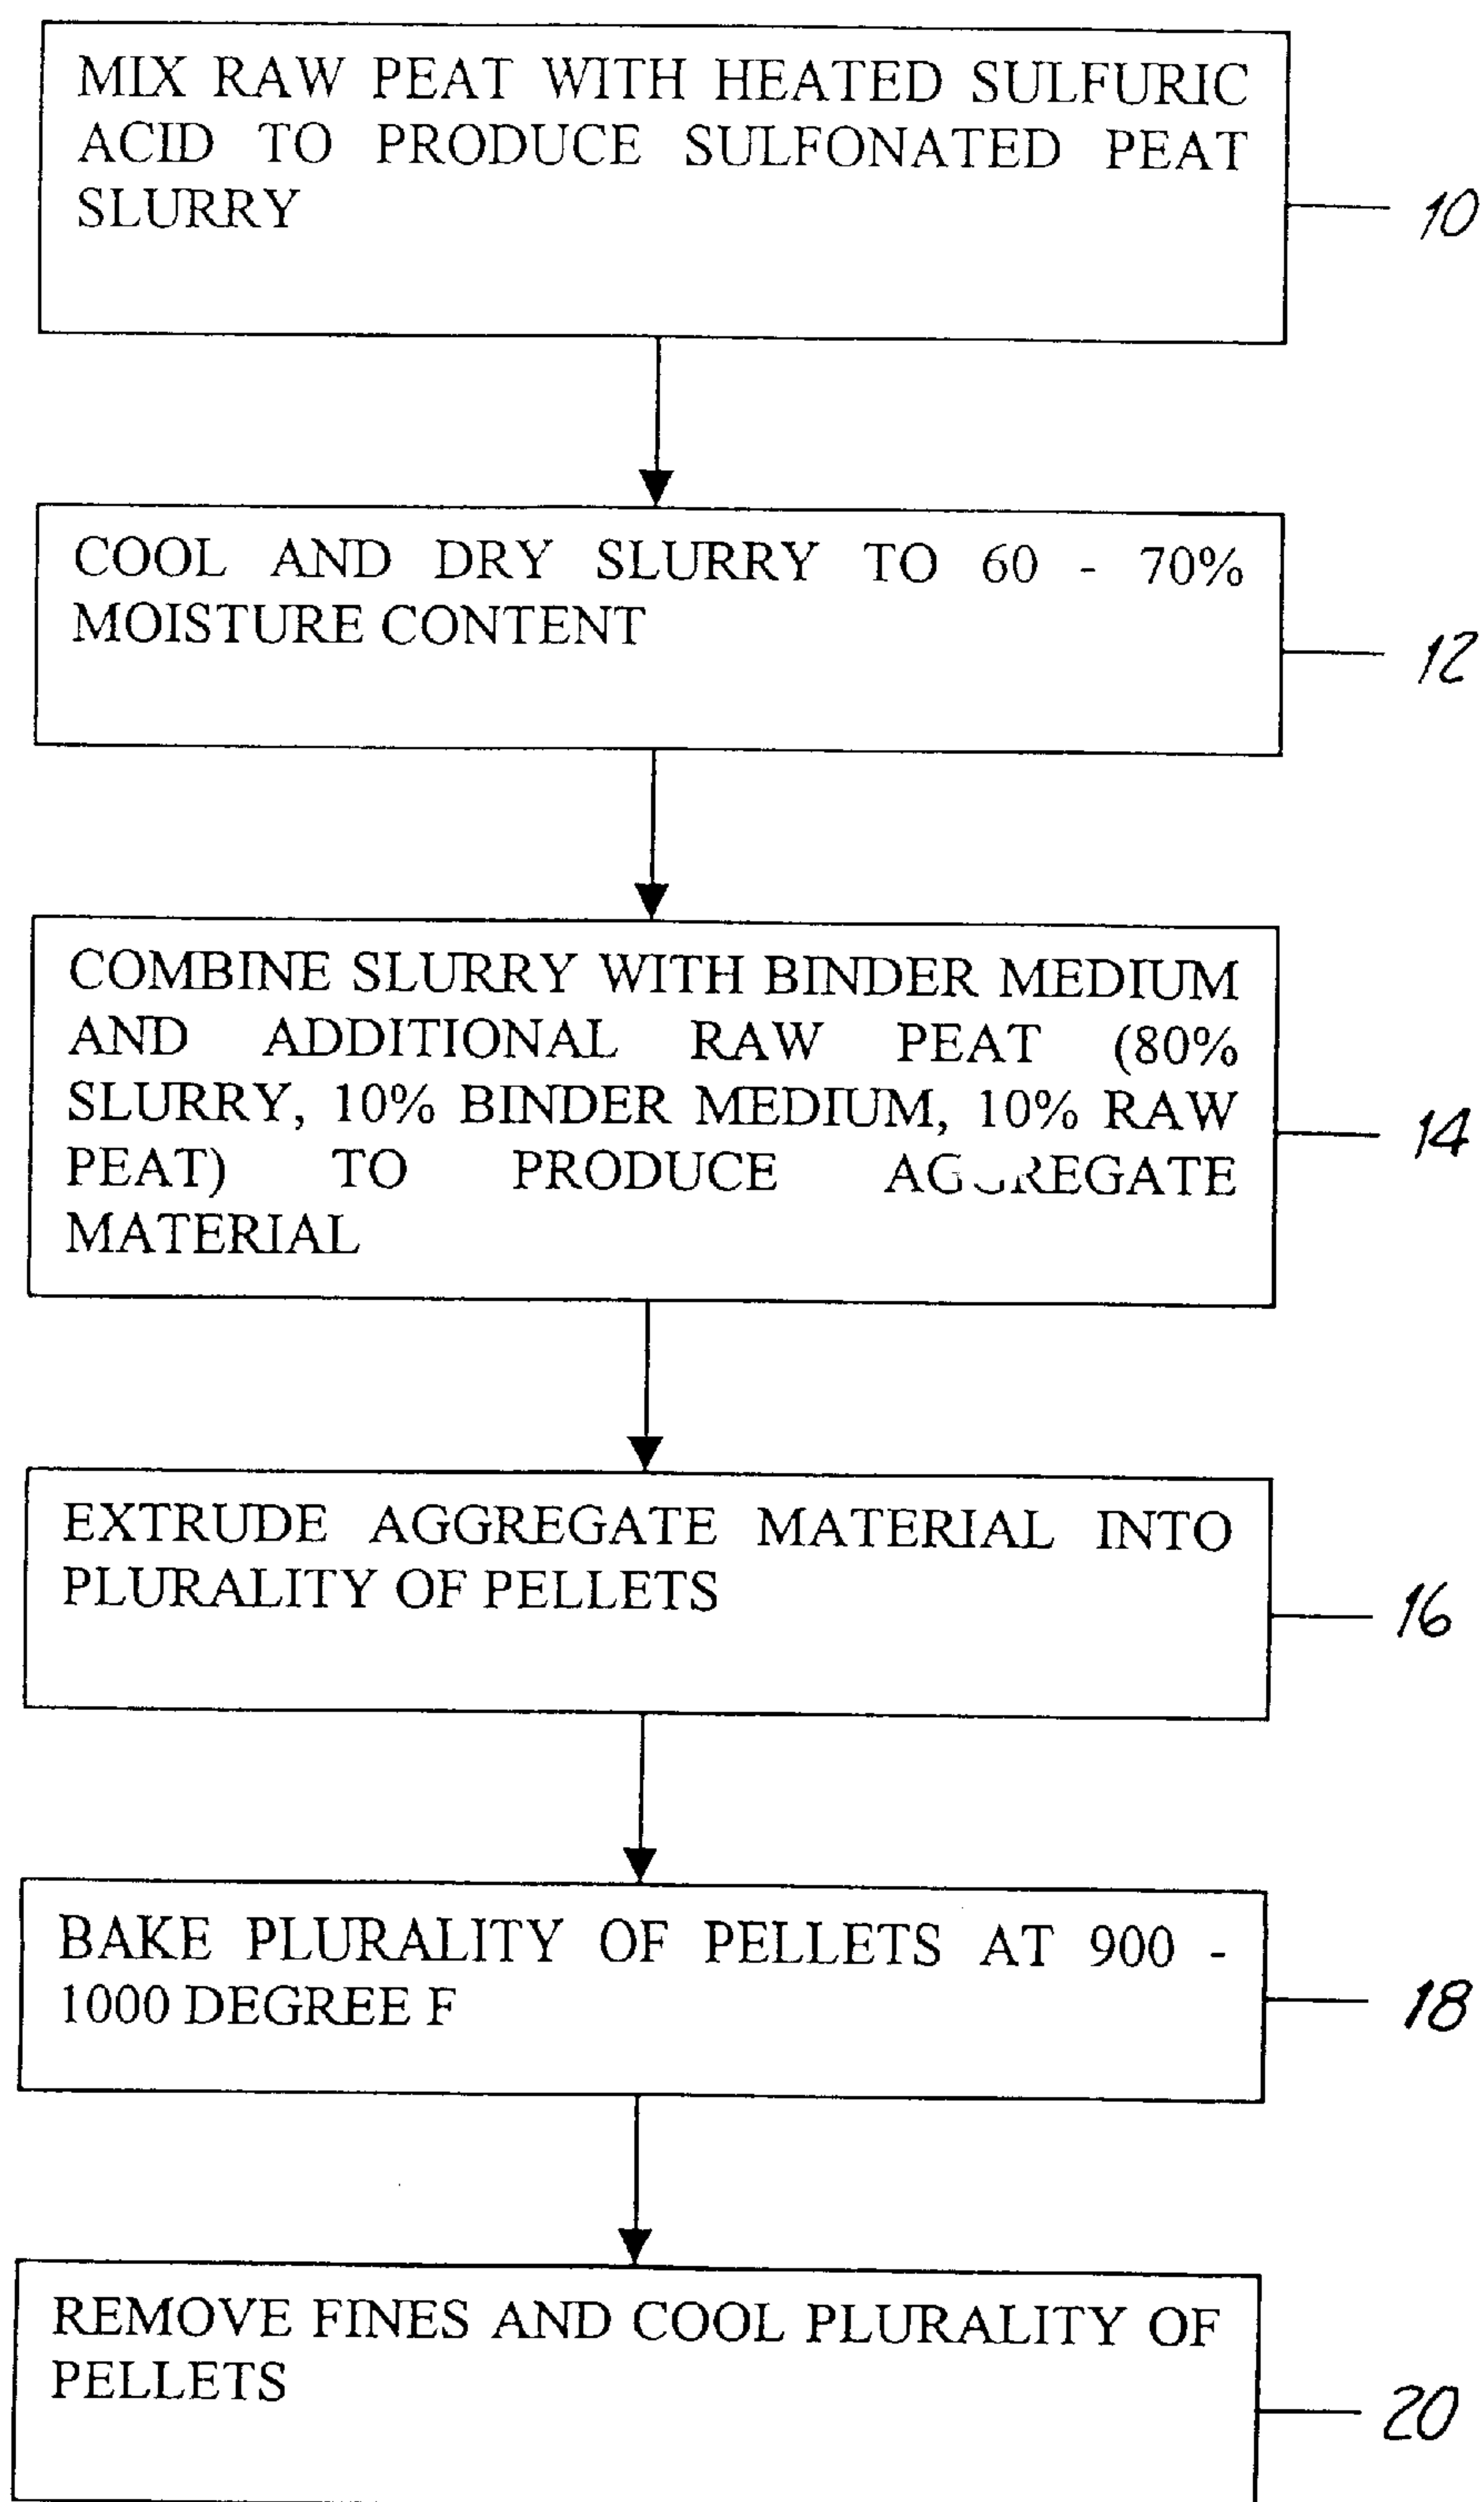 MIX RAW PEAT WITH HEATED SULFURIC
ACID TO PRODUCE SULFONATED PEAT
SLURRY
10
COOL AND DRY SLURRY TO 60 - 70%
MOISTURE CONTENT
12
COMBINE SLURRY WITH BINDER MEDIUM
AND ADDITIONAL RAW PEAT (80%
SLURRY, 10% BINDER MEDIUM, 10% RAW
PEAT) TO PRODUCE AGGREGATE
MATERIAL
14
EXTRUDE AGGREGATE MATERIAL INTO
PLURALITY OF PELLETS
16
BAKE PLURALITY OF PELLETS AT 900 -
1000 DEGREE F
18
REMOVE FINES AND COOL PLURALITY OF
PELLETS
20